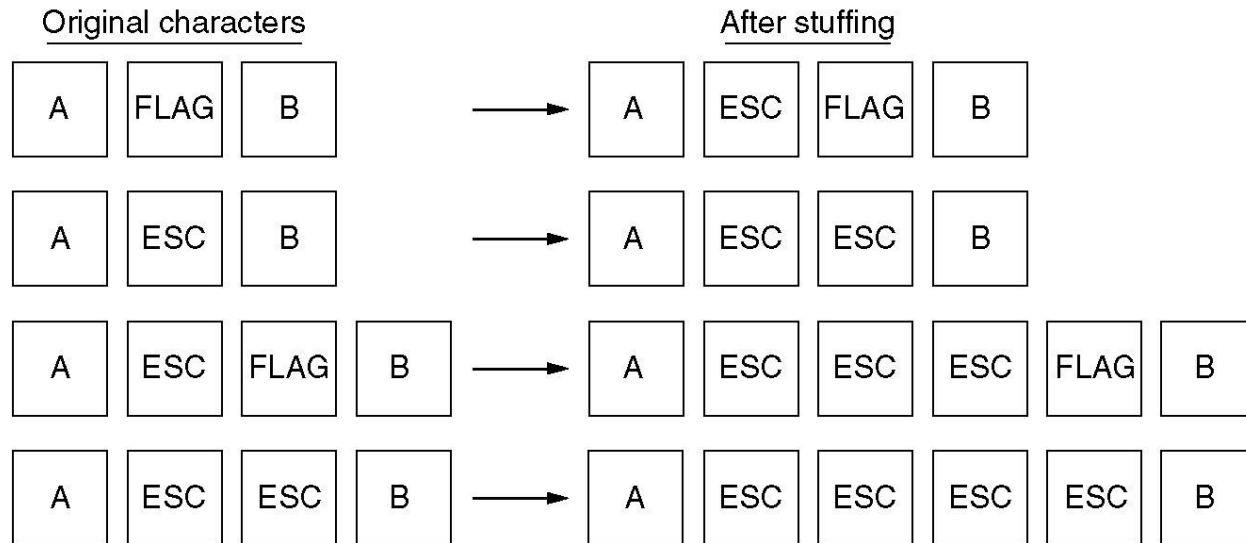 Original characters After stuffing
A FLAG B A ESC FLAG B
A ESC B A ESC ESC B
A ESC FLAG B A ESC ESC ESC FLAG B
A ESC ESC B A ESC ESC ESC ESC B